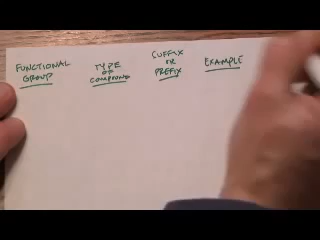 FUNCTIONAL GROUP
TYPE OF COMPOUND
SUFFIX OR PREFIX
EXAMPLE